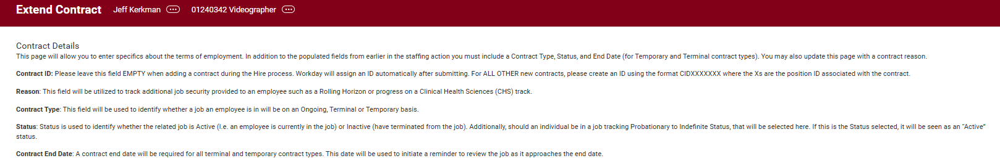 Extend Contract Jeff Kerkman 01240342 Videographer
Contract Details
This page will allow you to enter specifics about the terms of employment. In addition to the populated fields from earlier in the staffing action you must include a Contract Type, Status, and End Date (for Temporary and Terminal contract types). You may also update this page with a contract reason.
Contract ID: Please leave this field EMPTY when adding a contract during the Hire process. Workday will assign an ID automatically after submitting. For ALL OTHER new contracts, please create an ID using the format CIDXXXXXXX where the Xs are the position ID associated with the contract.
Reason: This field will be utilized to track additional job security provided to an employee such as a Rolling Horizon or progress on a Clinical Health Sciences (CHS) track.
Contract Type: This field will be used to identify whether a job an employee is in will be on an Ongoing, Terminal or Temporary basis.
Status: Status is used to identify whether the related job is Active (I.e. an employee is currently in the job) or Inactive (have terminated from the job). Additionally, should an individual be in a job tracking Probationary to Indefinite Status, that will be selected here. If this is the Status selected, it will be seen as an “Active”
status.
Contract End Date: A contract end date will be required for all terminal and temporary contract types. This date will be used to initiate a reminder to review the job as it approaches the end date.